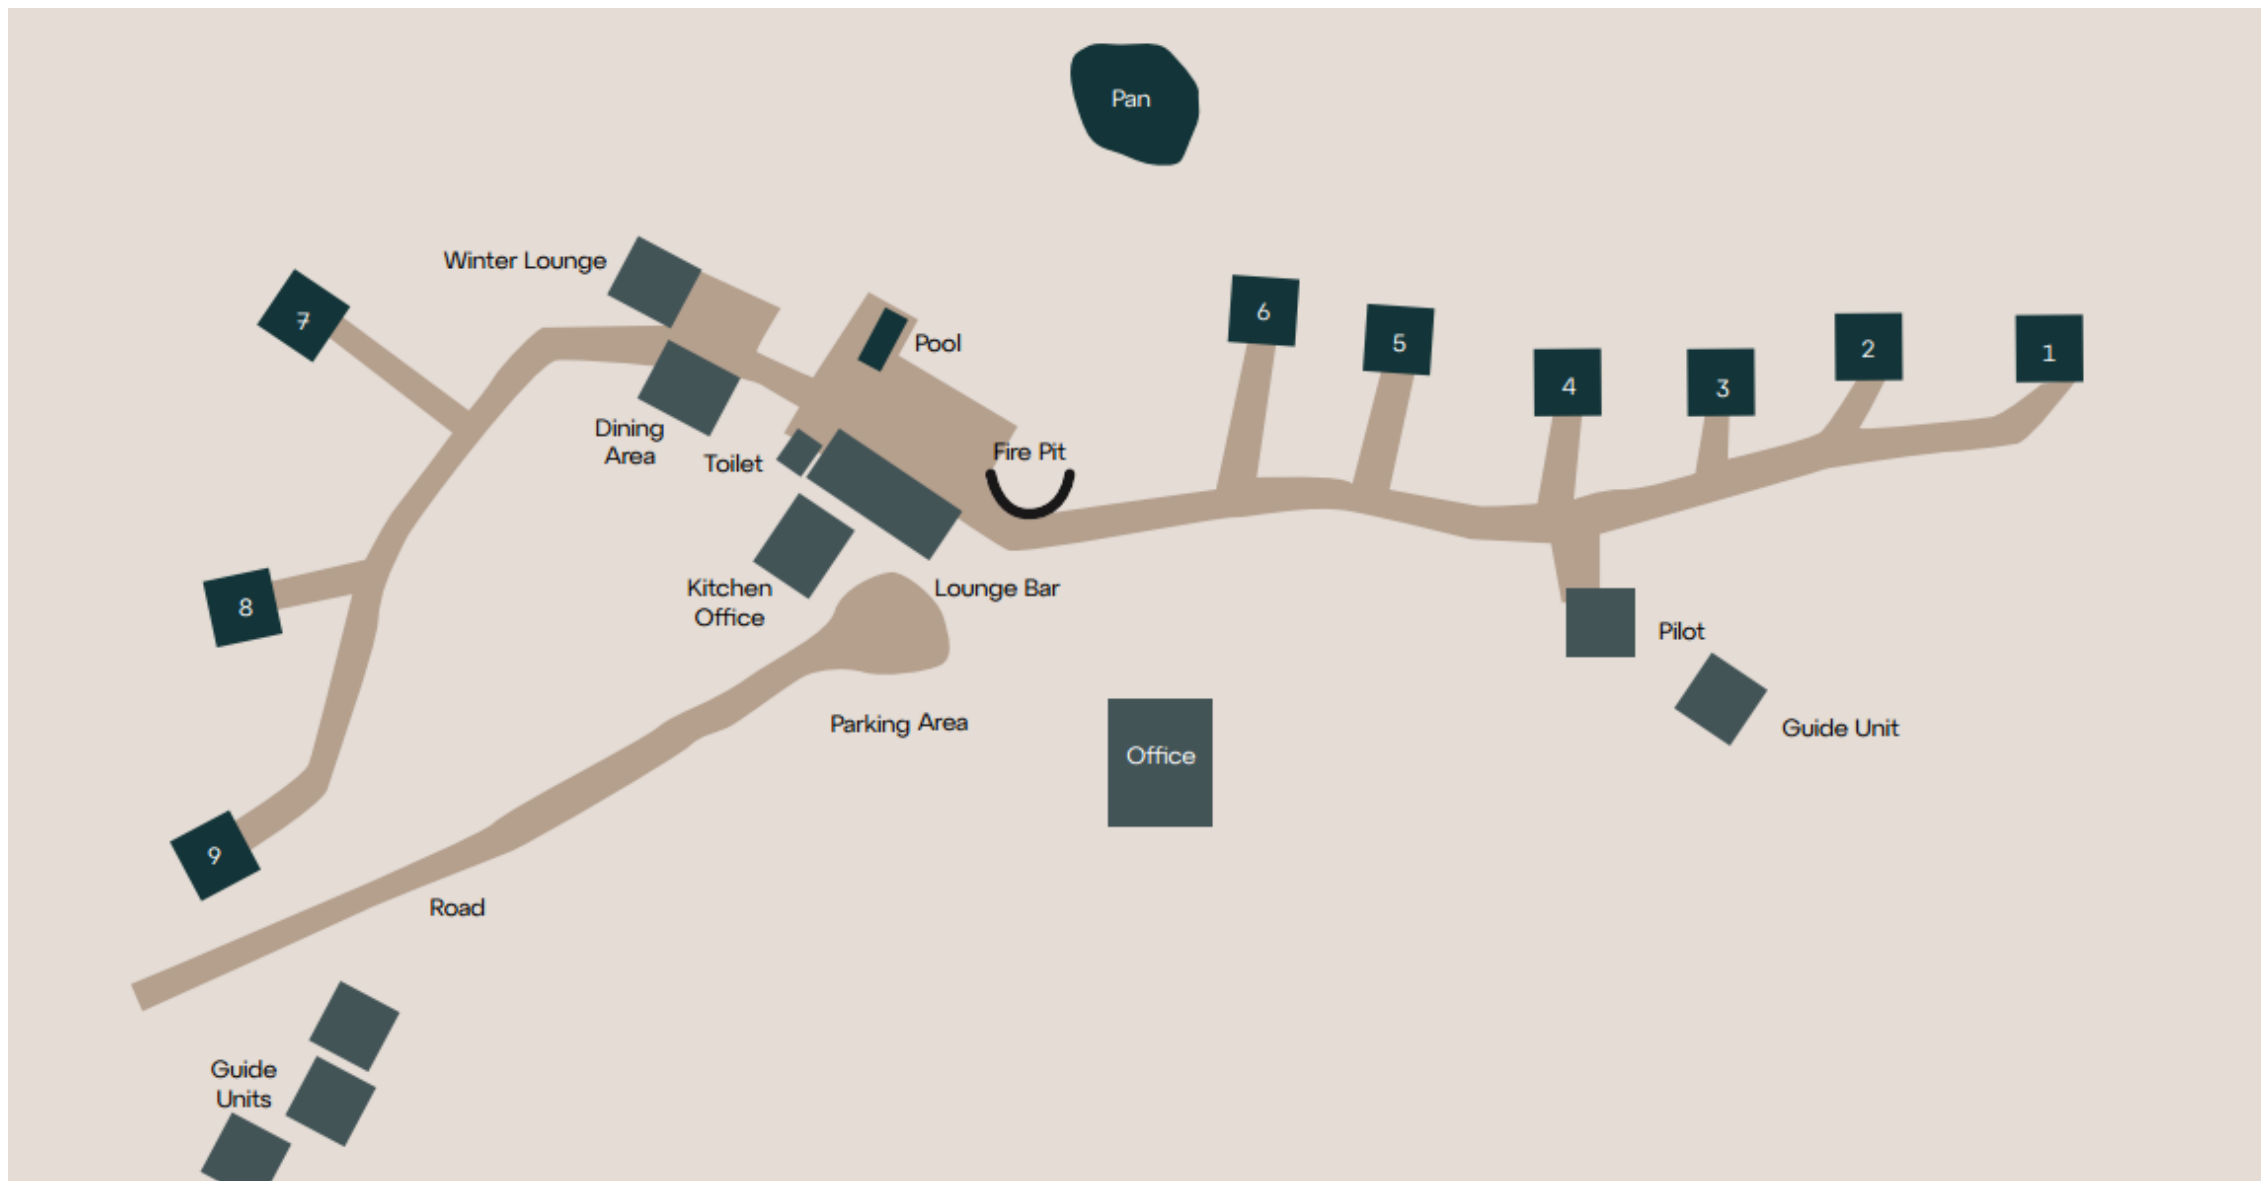 Pan
Winter Lounge
7
Pool
6
5
4
3
2
1
Dining
Area
Toilet
Fire Pit
8
Kitchen
Office
Lounge Bar
Pilot
Parking Area
Office
Guide Unit
9
Road
Guide
Units